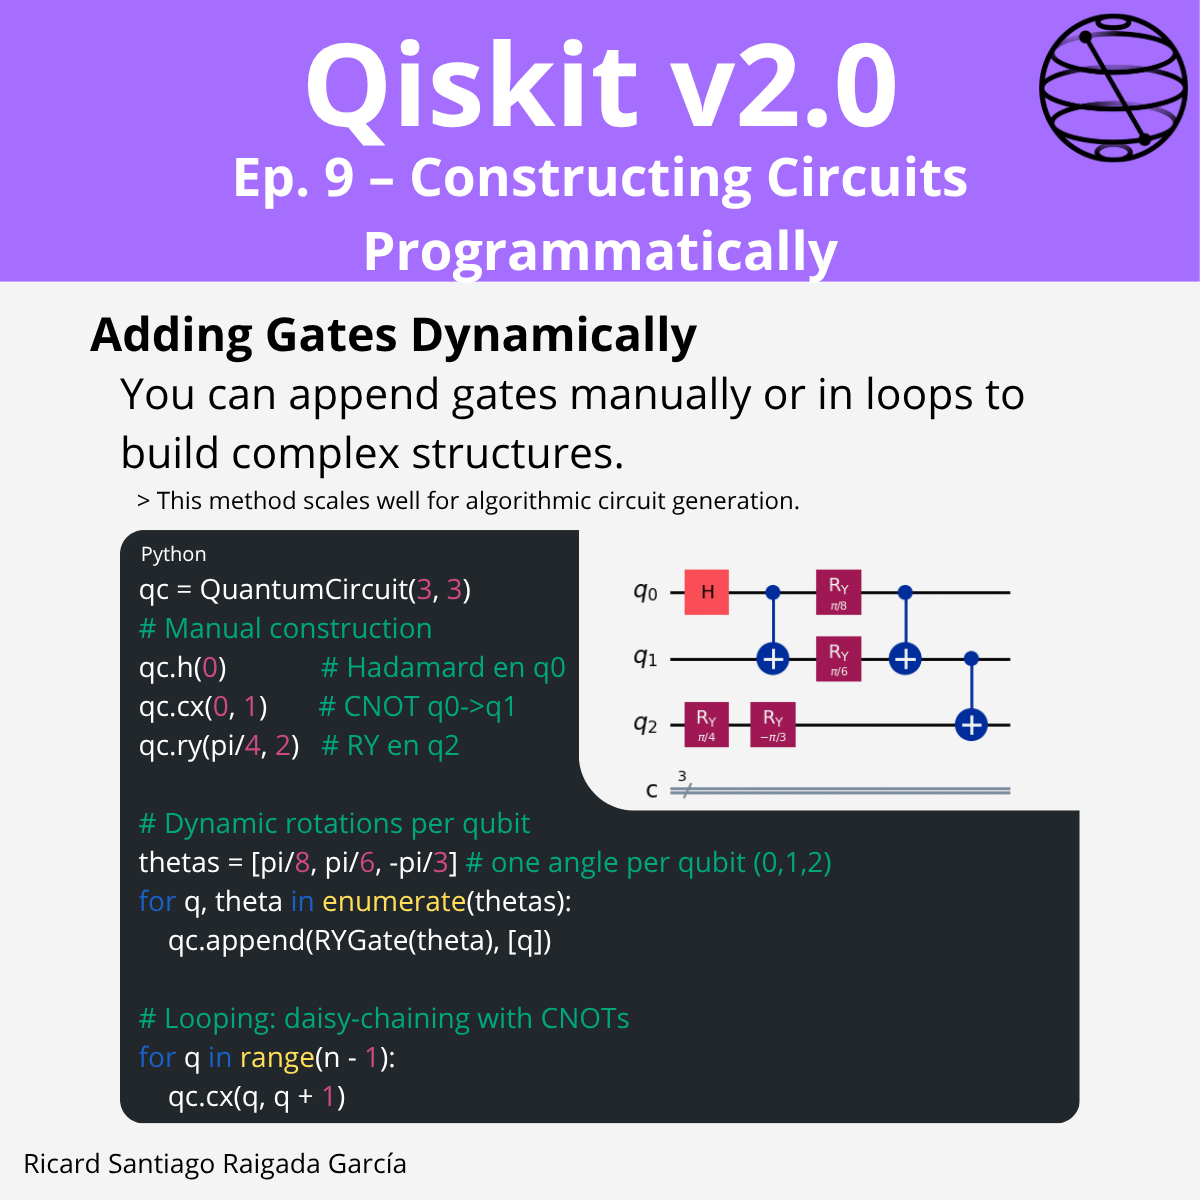 Qiskit v2.0
Ep. 9 – Constructing Circuits
Programmatically
Adding Gates Dynamically
You can append gates manually or in loops to
build complex structures.
> This method scales well for algorithmic circuit generation.
Python
qc = QuantumCircuit(3, 3)
# Manual construction
qc.h(0) # Hadamard en q0
qc.cx(0, 1) # CNOT q0->q1
qc.ry(pi/4, 2) # RY en q2
# Dynamic rotations per qubit
thetas = [pi/8, pi/6, -pi/3] # one angle per qubit (0,1,2)
for q, theta in enumerate(thetas):
qc.append(RYGate(theta), [q])
# Looping: daisy-chaining with CNOTs
for q in range(n - 1):
qc.cx(q, q + 1)
q0 H RY π/8
q1 RY π/6
q2 RY π/4 RY −π/3
c 3
Ricard Santiago Raigada García